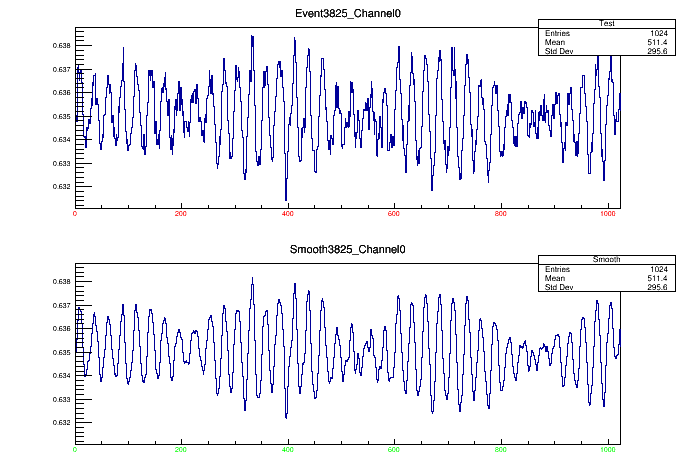 Event3825_Channel0
Test
Entries 1024
Mean 511.4
Std Dev 295.6
0.638
0.637
0.636
0.635
0.634
0.633
0.632
0 200 400 600 800 1000
Smooth3825_Channel0
Smooth
Entries 1024
Mean 511.4
Std Dev 295.6
0.638
0.637
0.636
0.635
0.634
0.633
0.632
0 200 400 600 800 1000